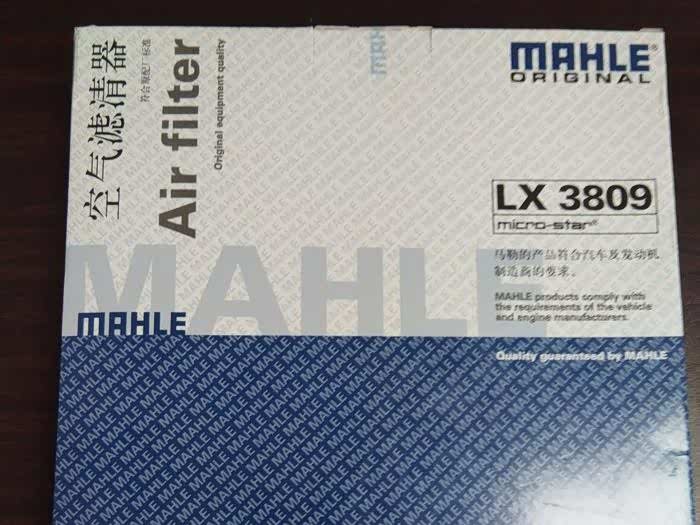 空气滤清器
符合原配厂标准
Air filter
Original equipment quality
MAHLE
MAHLE
ORIGINAL
LX 3809
micro-star®
马勒的产品符合汽车及发动机
制造商的要求。
MAHLE products comply with
the requirements of the vehicle
and engine manufacturers.
MAHLE
MAHLE
Quality guaranteed by MAHLE